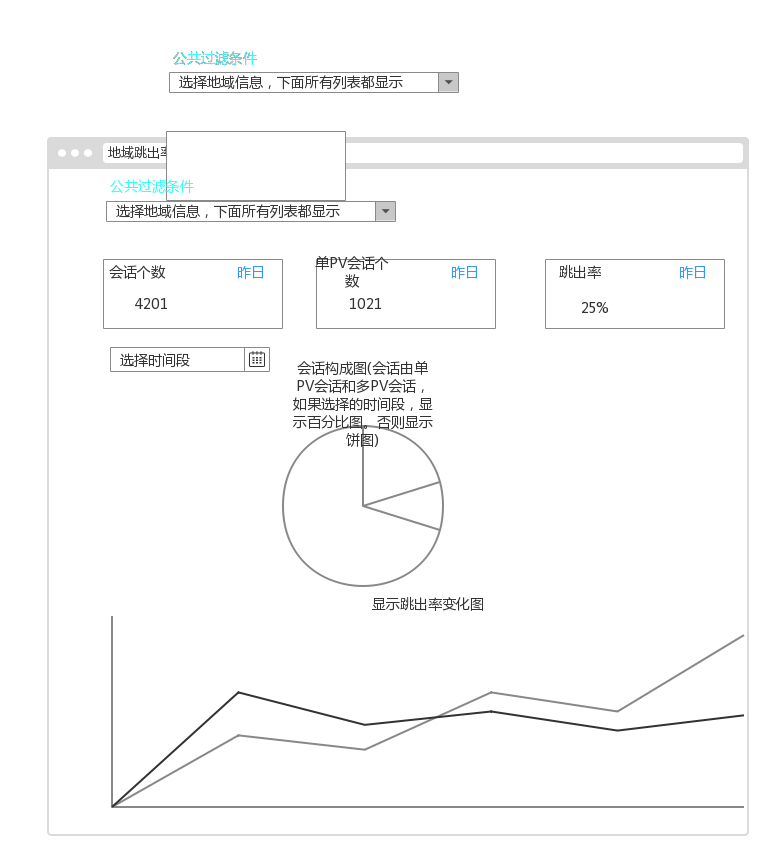 公共过滤条件
选择地域信息，下面所有列表都显示
地域跳出率
公共过滤条件
选择地域信息，下面所有列表都显示
会话个数 昨日
4201
单PV会话个
数
昨日
1021
跳出率 昨日
25%
选择时间段
会话构成图(会话由单
PV会话和多PV会话，
如果选择的时间段，显
示百分比图。否则显示
饼图)
显示跳出率变化图